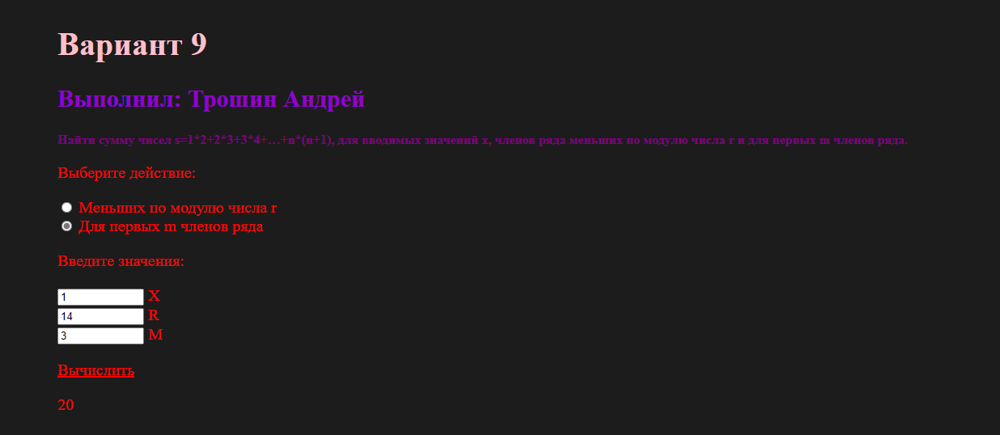 Вариант 9
Выполнил: Трошин Андрей
Найти сумму чисел s=1*2+2*3+3*4+…+n*(n+1), для вводимых значений x, членов ряда меньших по модулю числа r и для первых m членов ряда.
Выберите действие:
Меньших по модулю числа r
Для первых m членов ряда
Введите значения:
1 X
14 R
3 M
Вычислить
20